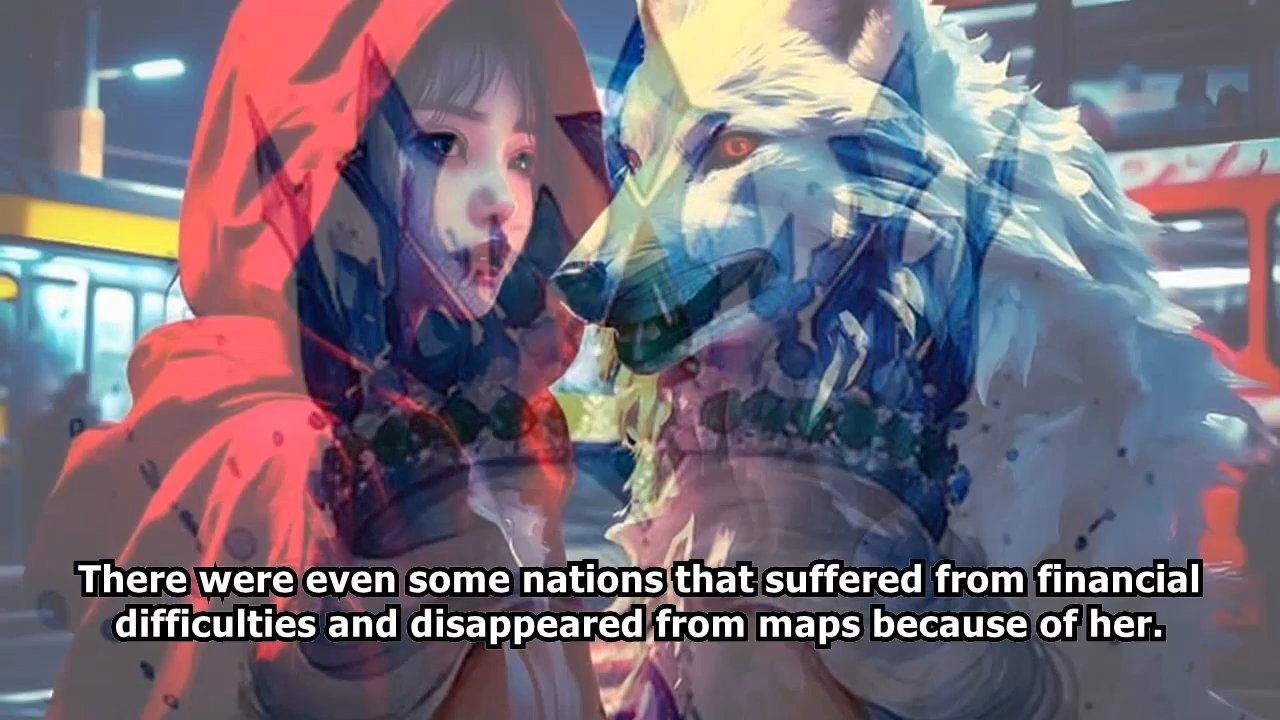 There were even some nations that suffered from financial
difficulties and disappeared from maps because of her.